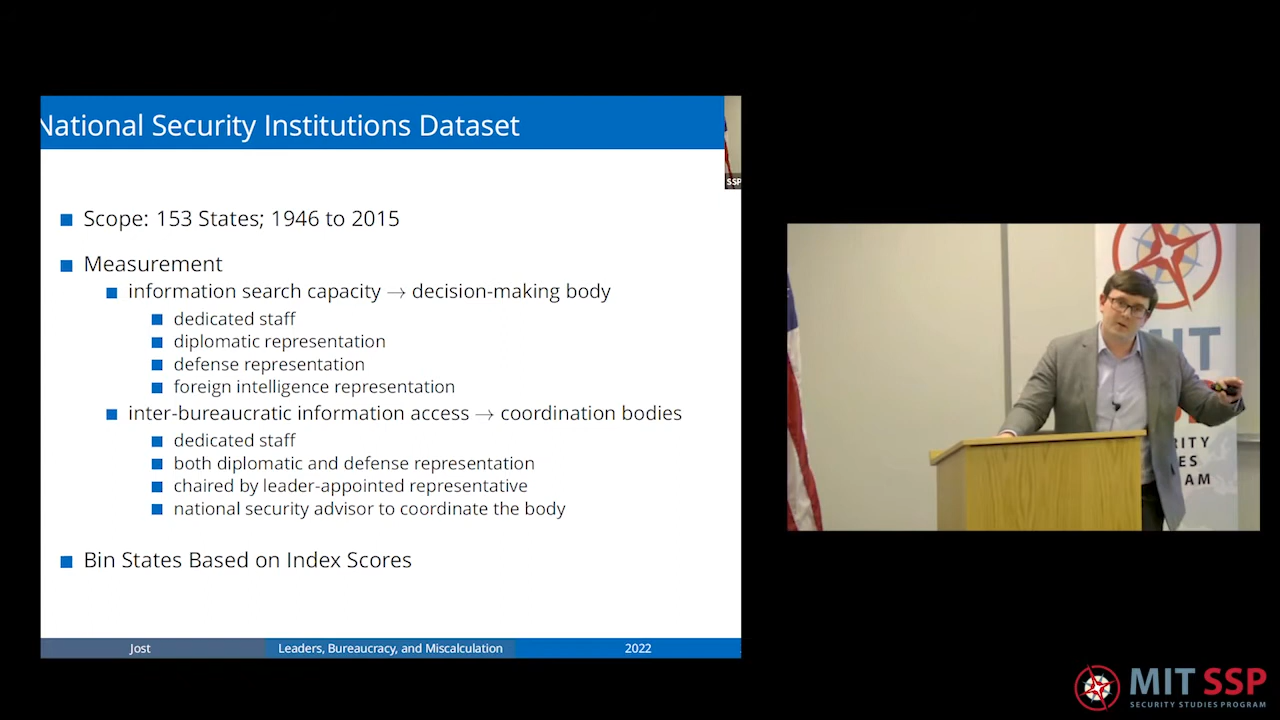 National Security Institutions Dataset
SSP
Scope: 153 States; 1946 to 2015
Measurement
information search capacity → decision-making body
dedicated staff
diplomatic representation
defense representation
foreign intelligence representation
inter-bureaucratic information access → coordination bodies
dedicated staff
both diplomatic and defense representation
chaired by leader-appointed representative
national security advisor to coordinate the body
Bin States Based on Index Scores
Jost
Leaders, Bureaucracy, and Miscalculation
2022
MIT SSP
SECURITY STUDIES PROGRAM